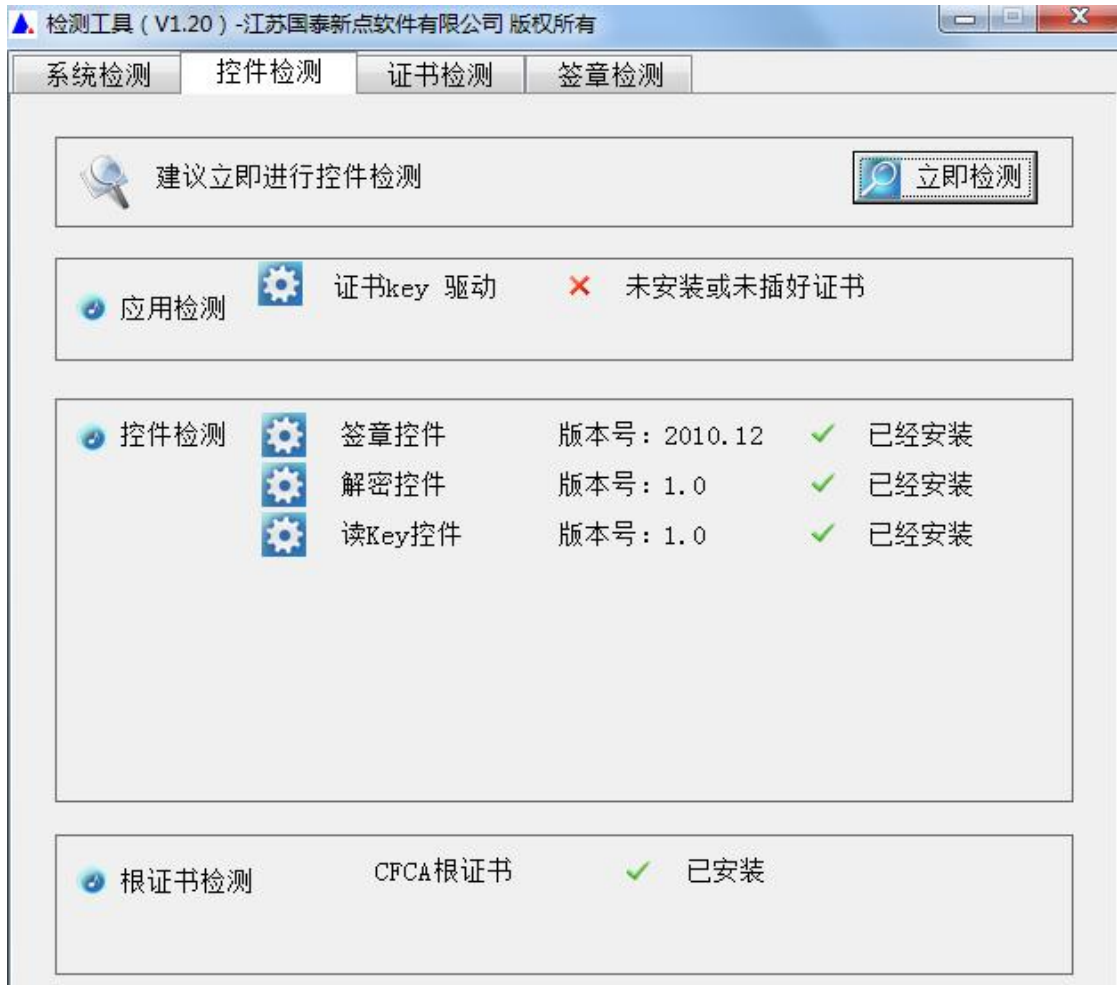 检测工具（V1.20）-江苏国泰新点软件有限公司 版权所有
系统检测 控件检测 证书检测 签章检测
建议立即进行控件检测 立即检测
应用检测 证书key 驱动 未安装或未插好证书
控件检测 签章控件 版本号：2010.12 已经安装
解密控件 版本号：1.0 已经安装
读Key控件 版本号：1.0 已经安装
根证书检测 CFCA根证书 已安装